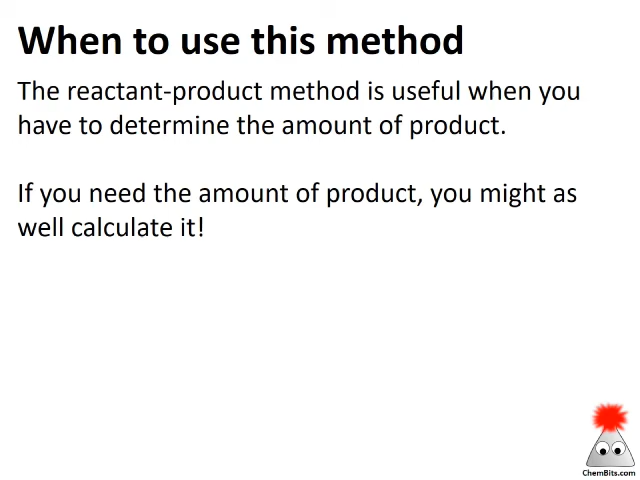 When to use this method
The reactant-product method is useful when you
have to determine the amount of product.
If you need the amount of product, you might as
well calculate it!
ChemBits.com